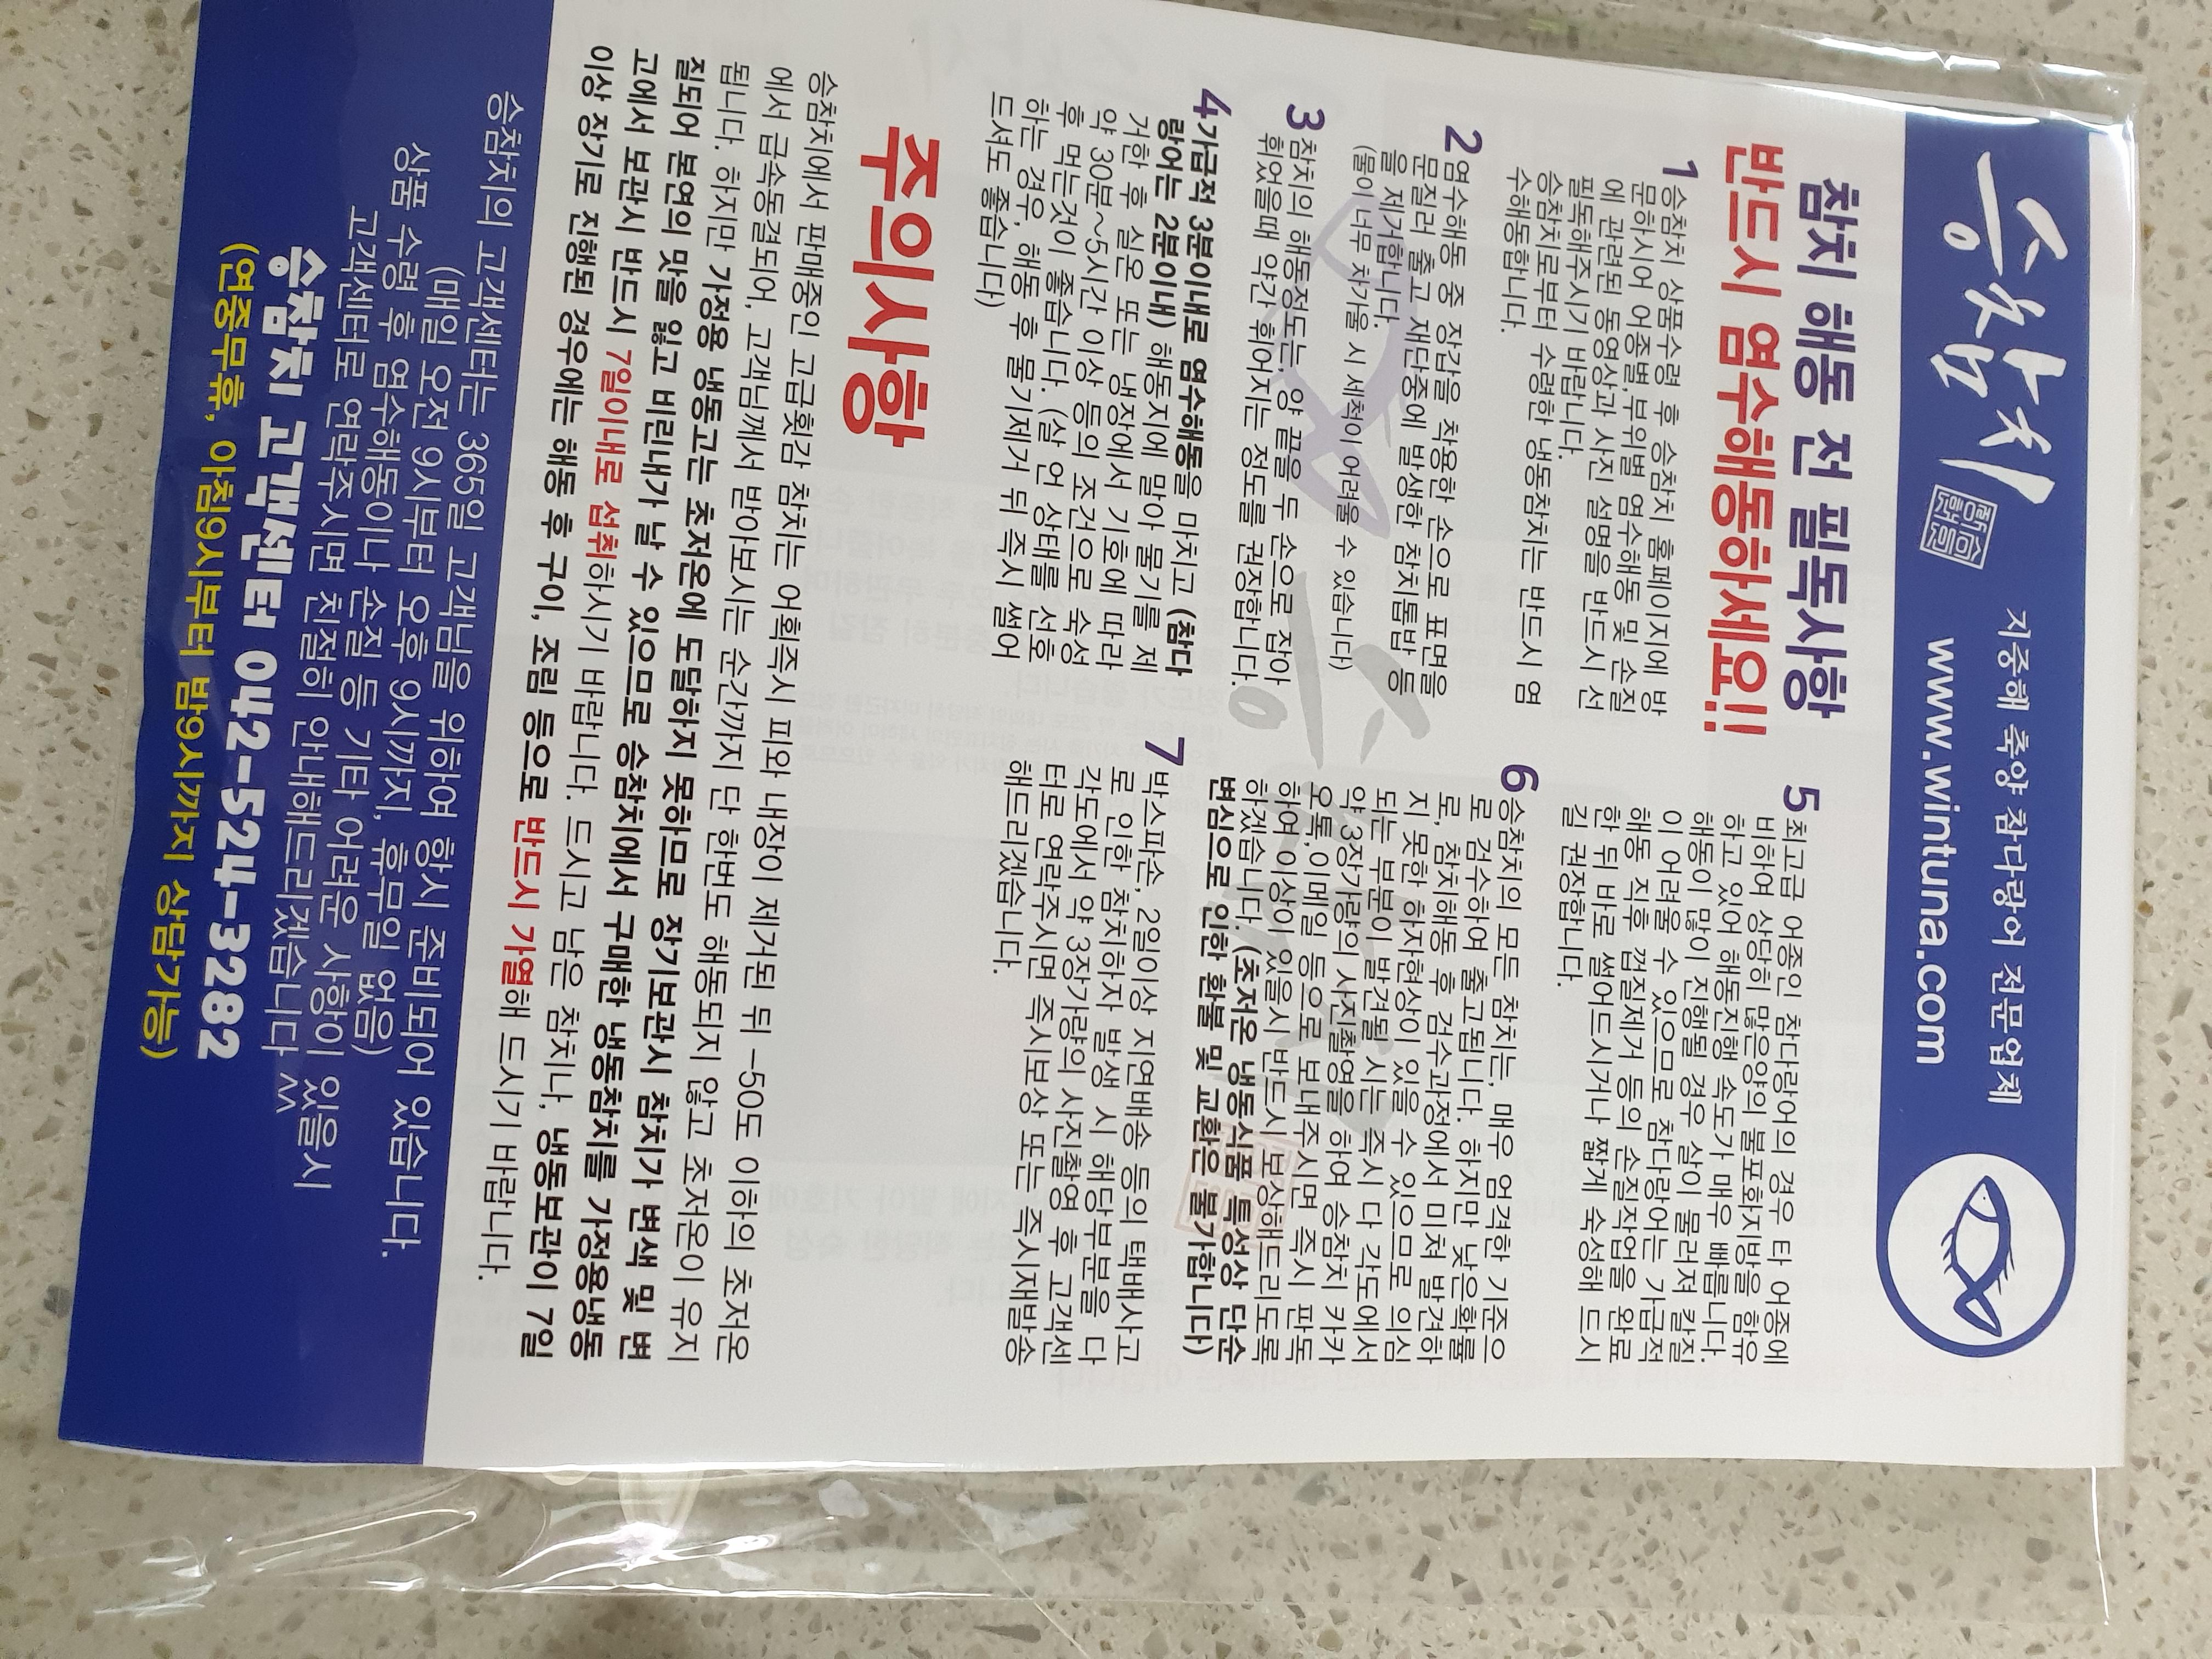 승참치
지중해 축양 참다랑어 전문업체
www.wintuna.com
참치 해동 전 필독사항
반드시 염수해동하세요!!
1 승참치 상품수령 후 승참치 홈페이지에 방
문하시어 어종별,부위별 염수해동 및 손질
에 관련된 동영상과 사진 설명을 반드시 선
필독해주시기 바랍니다.
승참치로부터 수령한 냉동참치는 반드시 염
수해동합니다.
2 염수해동 중 장갑을 착용한 손으로 표면을
문질러 출고 재단중에 발생한 참치톱밥 등
을 제거합니다.
(물이 너무 차가울 시 세척이 어려울 수 있습니다)
3 참치의 해동정도는, 양 끝을 두 손으로 잡아
휘었을때 약간 휘어지는 정도를 권장합니다.
4 가급적 3분이내로 염수해동을 마치고 (참다
랑어는 2분이내) 해동지에 말아 물기를 제
거한 후 실온 또는 냉장에서 기호에 따라
약 30분~5시간 이상 등의 조건으로 숙성
후 먹는것이 좋습니다. (살 언 상태를 선호
하는 경우, 해동 후 물기제거 뒤 즉시 썰어
드셔도 좋습니다)
5 최고급 어종인 참다랑어의 경우 타 어종에
비하여 상당히 많은양의 불포화지방을 함유
하고 있어 해동진행 속도가 매우 빠릅니다.
해동이 많이 진행될 경우 살이 물러져 칼질
이 어려울 수 있으므로 참다랑어는 가급적
해동 직후 껍질제거 등의 손질작업을 완료
한 뒤 바로 썰어드시거나 짧게 숙성해 드시
길 권장합니다.
6 승참치의 모든 참치는, 매우 엄격한 기준으
로 검수하여 출고됩니다. 하지만 낮은확률
로, 참치해동 후 검수과정에서 미처 발견하
지 못한 하자현상이 있을 수 있으므로 의심
되는 부분이 발견될 시는 즉시 다 각도에서
약 3장가량의 사진촬영을 하여 승참치 카카
오톡,이메일 등으로 보내주시면 즉시 판독
하여 이상이 있을시 반드시 보상해드리도록
하겠습니다. (초저온 냉동식품 특성상 단순
변심으로 인한 환불 및 교환은 불가합니다)
7 박스파손, 2일이상 지연배송 등의 택배사고
로 인한 참치하자 발생 시 해당부분을 다
각도에서 약 3장가량의 사진촬영 후 고객센
터로 연락주시면 즉시보상 또는 즉시재발송
해드리겠습니다.
주의사항
승참치에서 판매중인 고급횟감 참치는 어획즉시 피와 내장이 제거된 뒤 -50도 이하의 초저온
에서 급속동결되어, 고객님께서 받아보시는 순간까지 단 한번도 해동되지 않고 초저온이 유지
됩니다. 하지만 가정용 냉동고는 초저온에 도달하지 못하므로 장기보관시 참치가 변색 및 변
질되어 본연의 맛을 잃고 비린내가 날 수 있으므로 승참치에서 구매한 냉동참치를 가정용냉동
고에서 보관시 반드시 7일이내로 섭취하시기 바랍니다. 드시고 남은 참치나, 냉동보관이 7일
이상 장기로 진행된 경우에는 해동 후 구이, 조림 등으로 반드시 가열해 드시기 바랍니다.
승참치의 고객센터는 365일 고객님을 위하여 항시 준비되어 있습니다.
(매일 오전 9시부터 오후 9시까지, 휴무일 없음)
상품 수령 후 염수해동이나 손질 등 기타 어려운 사항이 있을시
고객센터로 연락주시면 친절히 안내해드리겠습니다 ^^
승참치 고객센터 042-524-3282
(연중무휴, 아침9시부터 밤9시까지 상담가능)